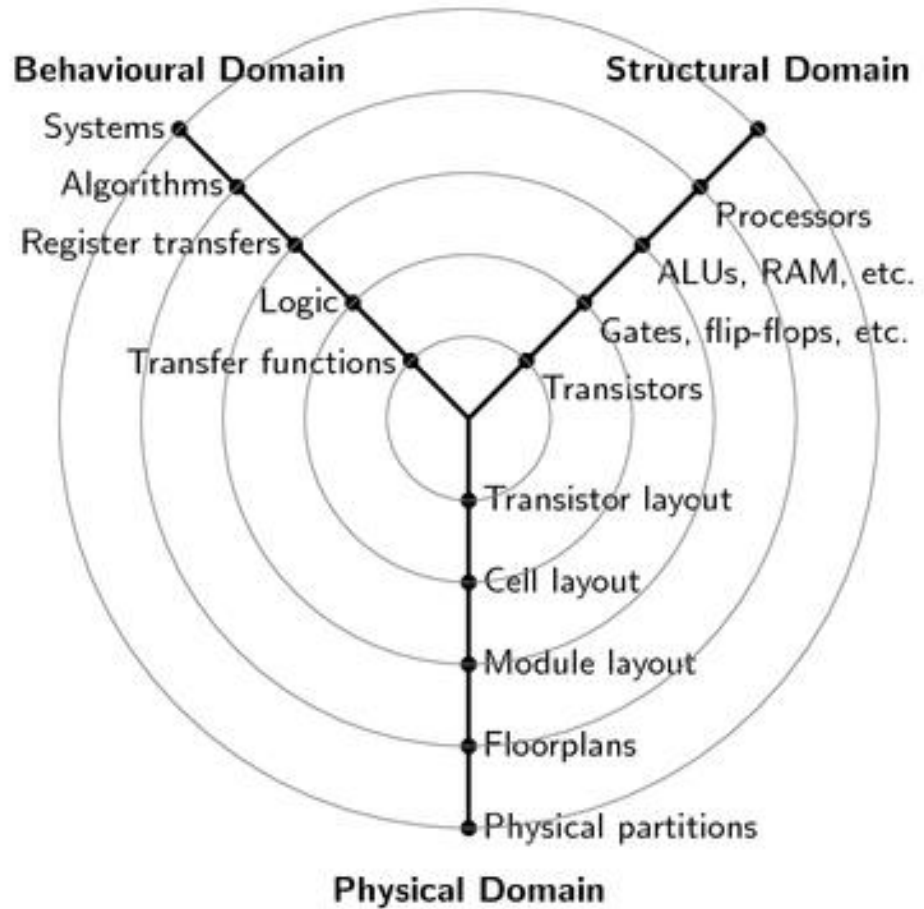 Behavioural Domain
Structural Domain
Systems
Algorithms
Register transfers
Logic
Transfer functions
Processors
ALUs, RAM, etc.
Gates, flip-flops, etc.
Transistors
Transistor layout
Cell layout
Module layout
Floorplans
Physical partitions
Physical Domain